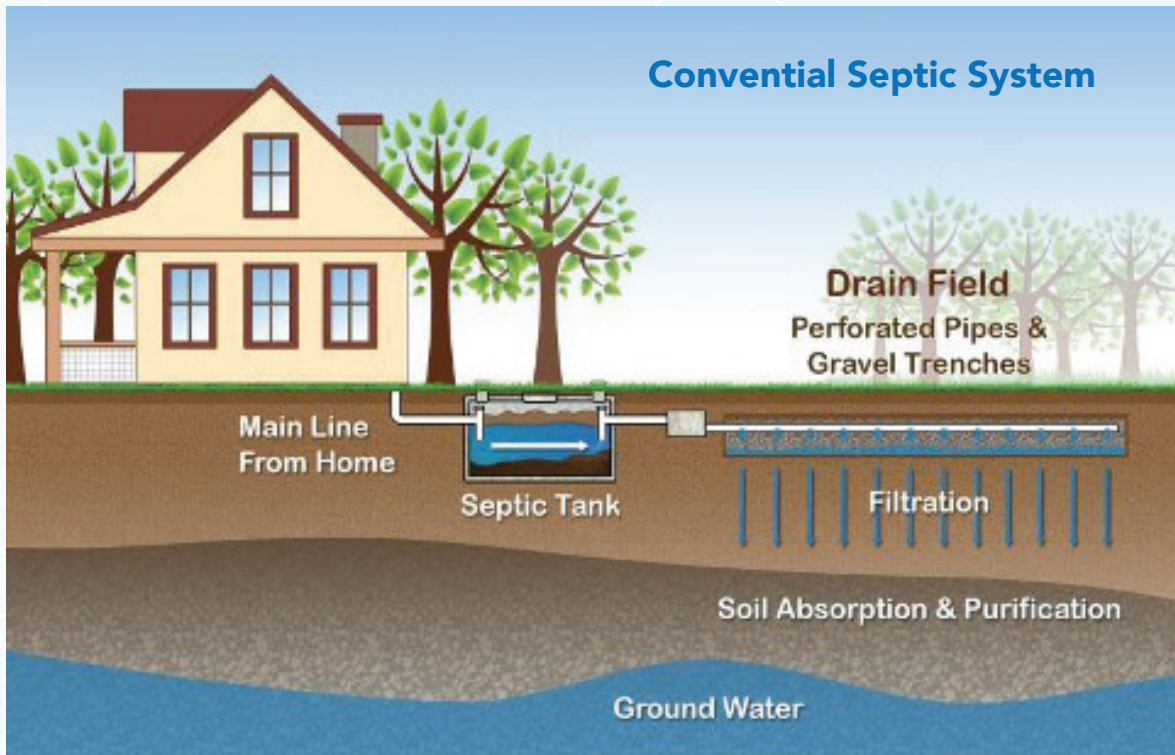 Convential Septic System
Drain Field
Perforated Pipes &
Gravel Trenches
Main Line
From Home
Septic Tank
Filtration
Soil Absorption & Purification
Ground Water